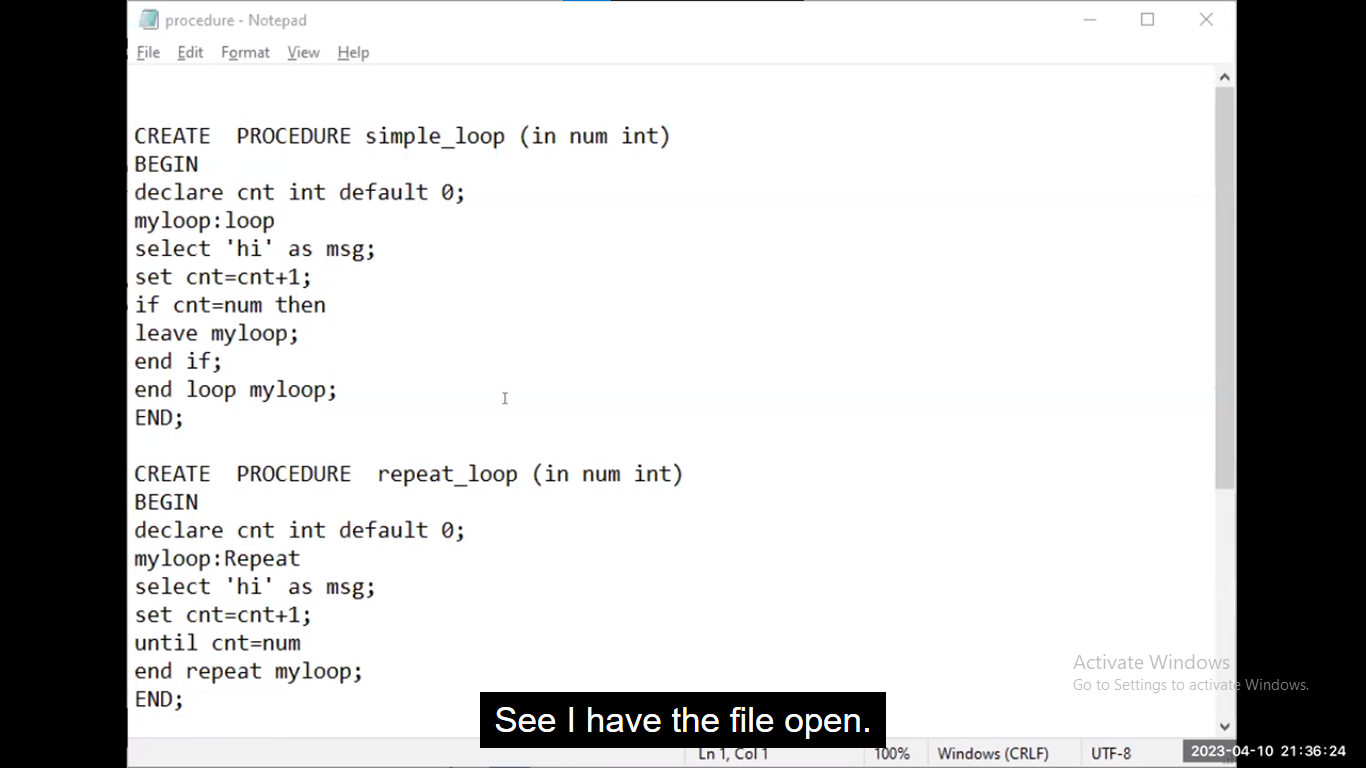 procedure - Notepad
File Edit Format View Help
CREATE  PROCEDURE simple_loop (in num int)
BEGIN
declare cnt int default 0;
myloop:loop
select 'hi' as msg;
set cnt=cnt+1;
if cnt=num then
leave myloop;
end if;
end loop myloop;
END;
CREATE  PROCEDURE  repeat_loop (in num int)
BEGIN
declare cnt int default 0;
myloop:Repeat
select 'hi' as msg;
set cnt=cnt+1;
until cnt=num
end repeat myloop;
END;
Activate Windows
Go to Settings to activate Windows.
See I have the file open.
Ln 1, Col 1 100% Windows (CRLF) UTF-8 2023-04-10 21:36:24